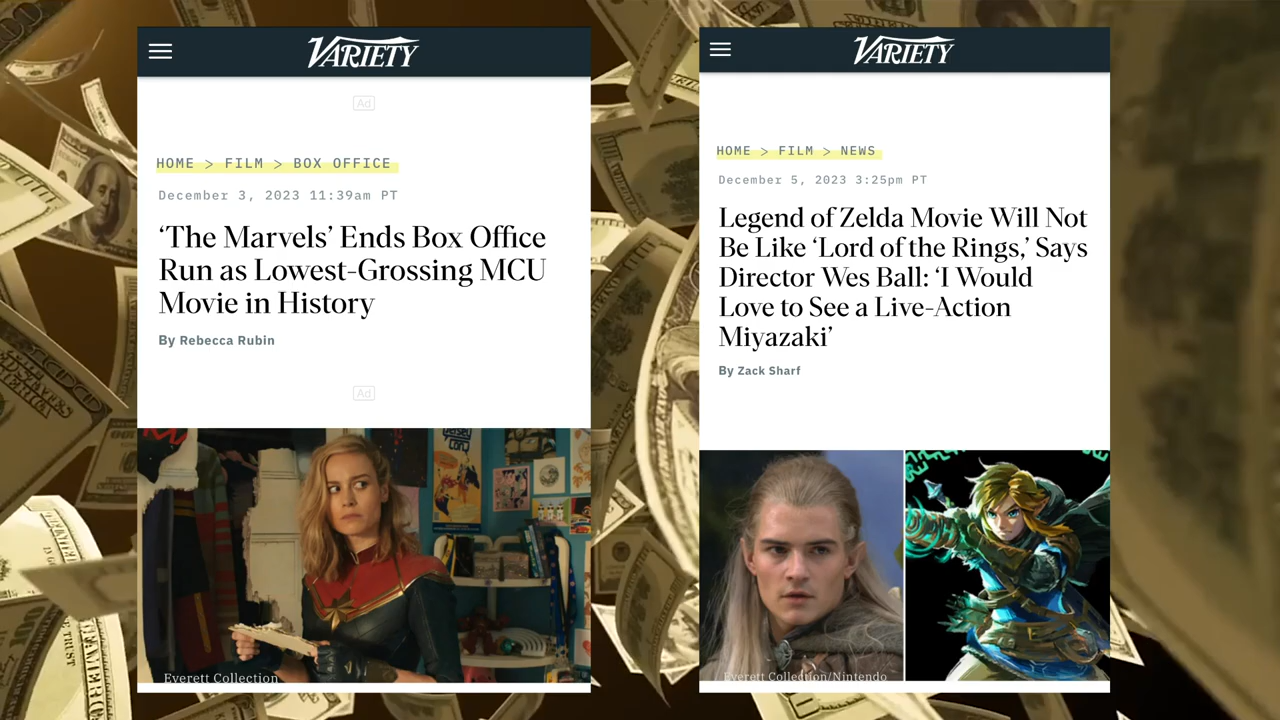 VARIETY
Ad
HOME > FILM > BOX OFFICE
December 3, 2023 11:39am PT
‘The Marvels’ Ends Box Office
Run as Lowest-Grossing MCU
Movie in History
By Rebecca Rubin
Ad
Everett Collection
VARIETY
HOME > FILM > NEWS
December 5, 2023 3:25pm PT
Legend of Zelda Movie Will Not
Be Like ‘Lord of the Rings,’ Says
Director Wes Ball: ‘I Would
Love to See a Live-Action
Miyazaki’
By Zack Sharf
Everett Collection/Nintendo